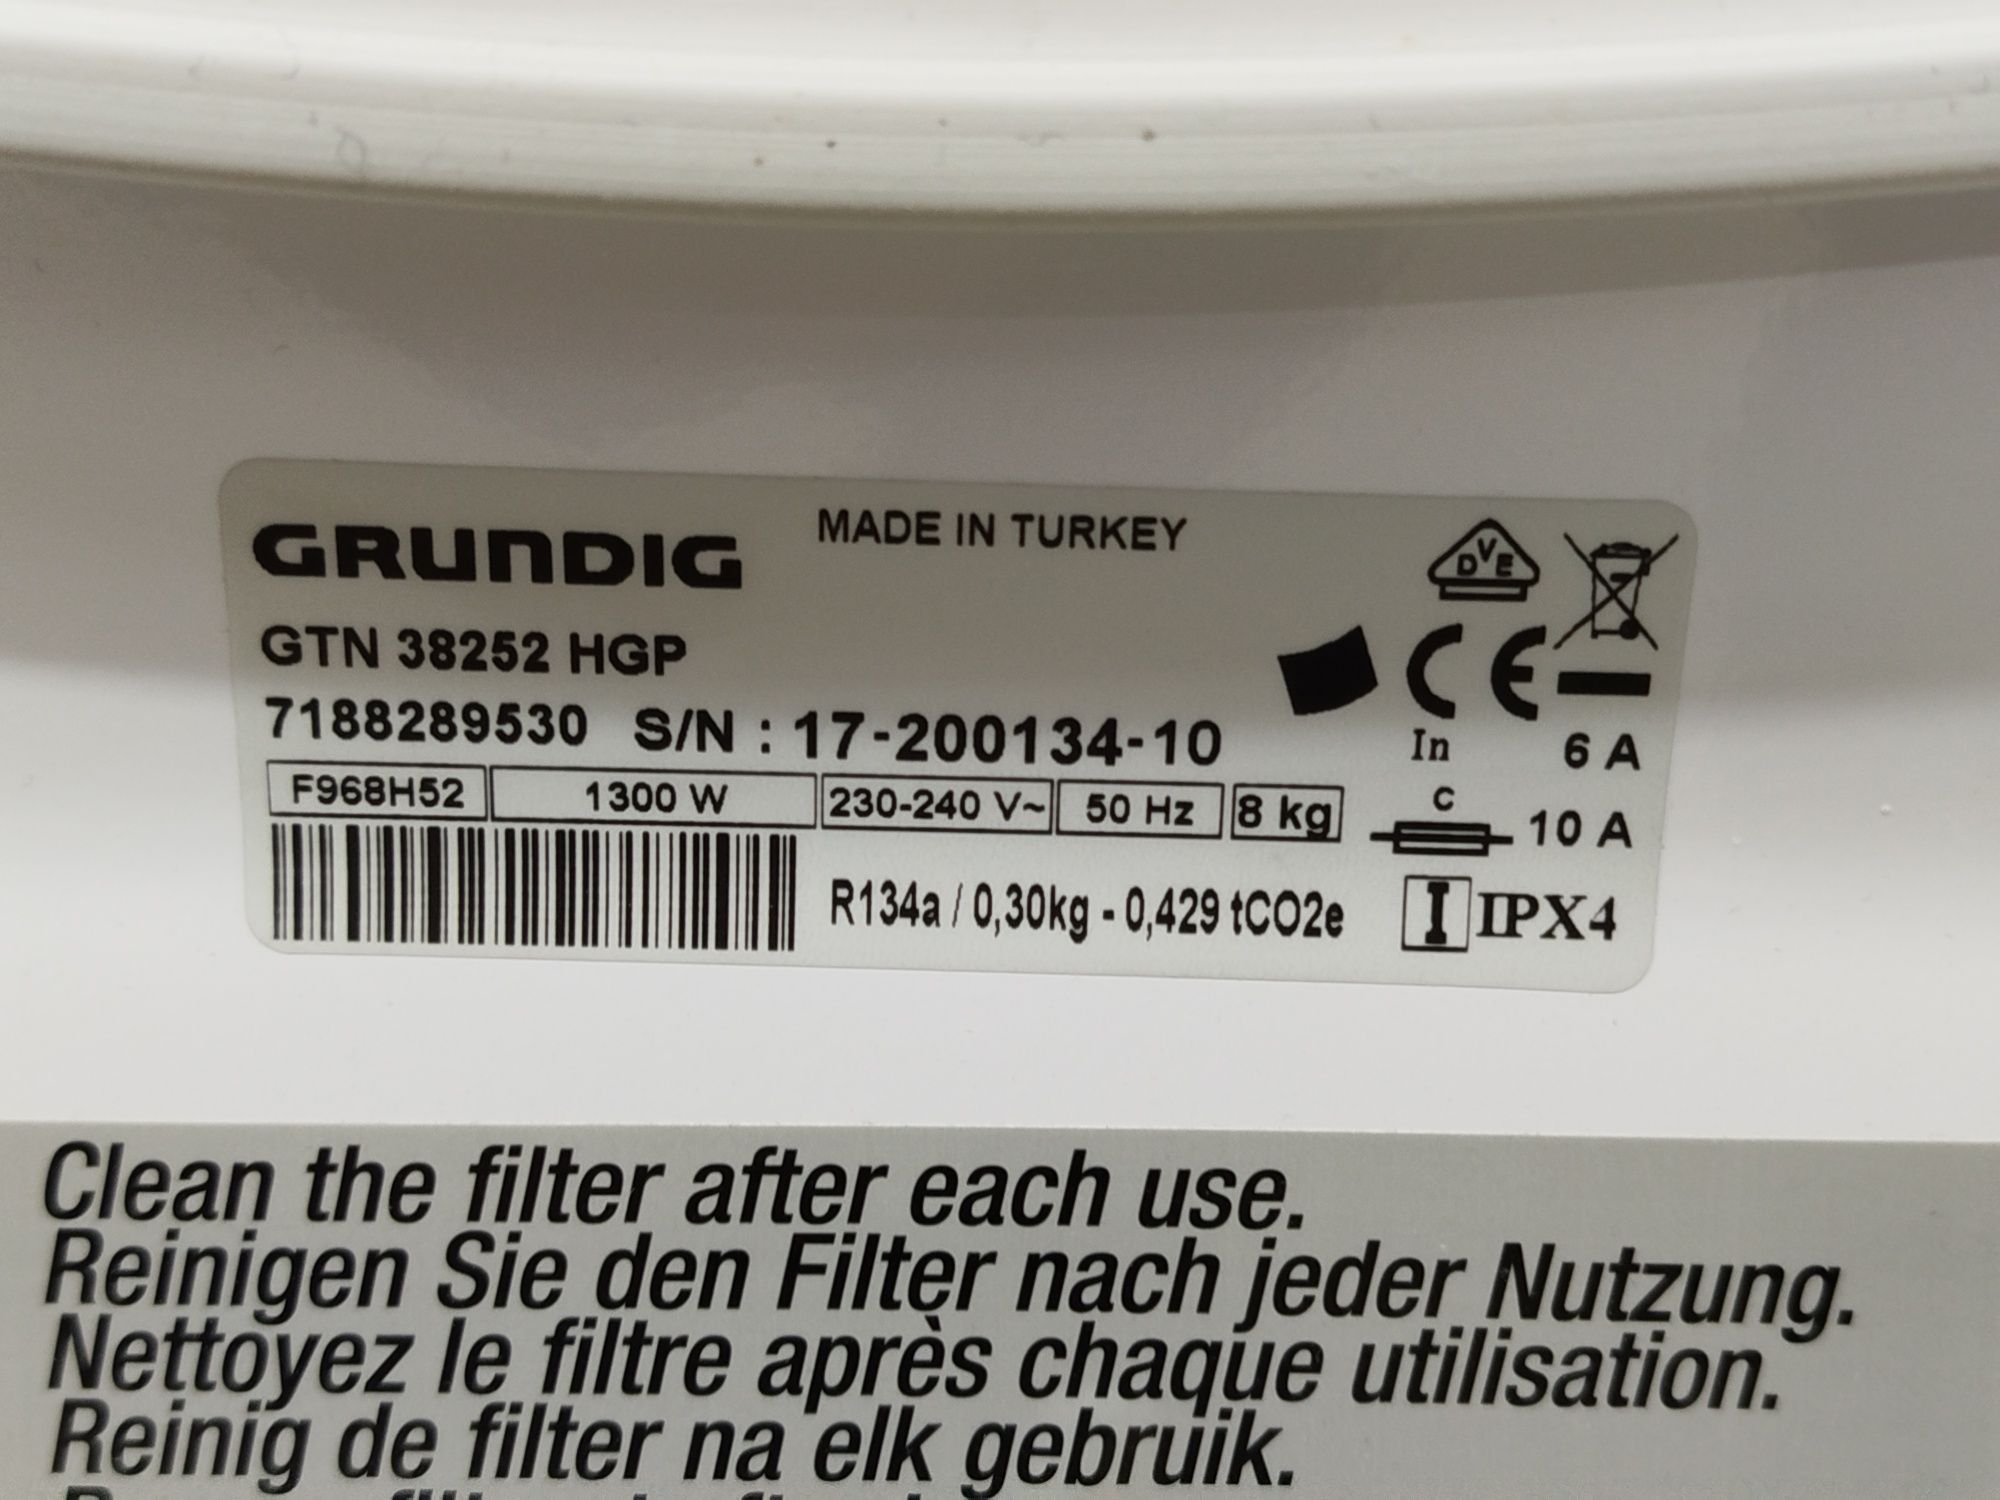 GRUNDIG
MADE IN TURKEY
DVE
GTN 38252 HGP
CE
7188289530 S/N : 17-200134-10
In 6 A
F968H52 1300 W 230-240 V~ 50 Hz 8 kg
C 10 A
R134a / 0,30kg - 0,429 tCO2e
IPX4
Clean the filter after each use.
Reinigen Sie den Filter nach jeder Nutzung.
Nettoyez le filtre après chaque utilisation.
Reinig de filter na elk gebruik.